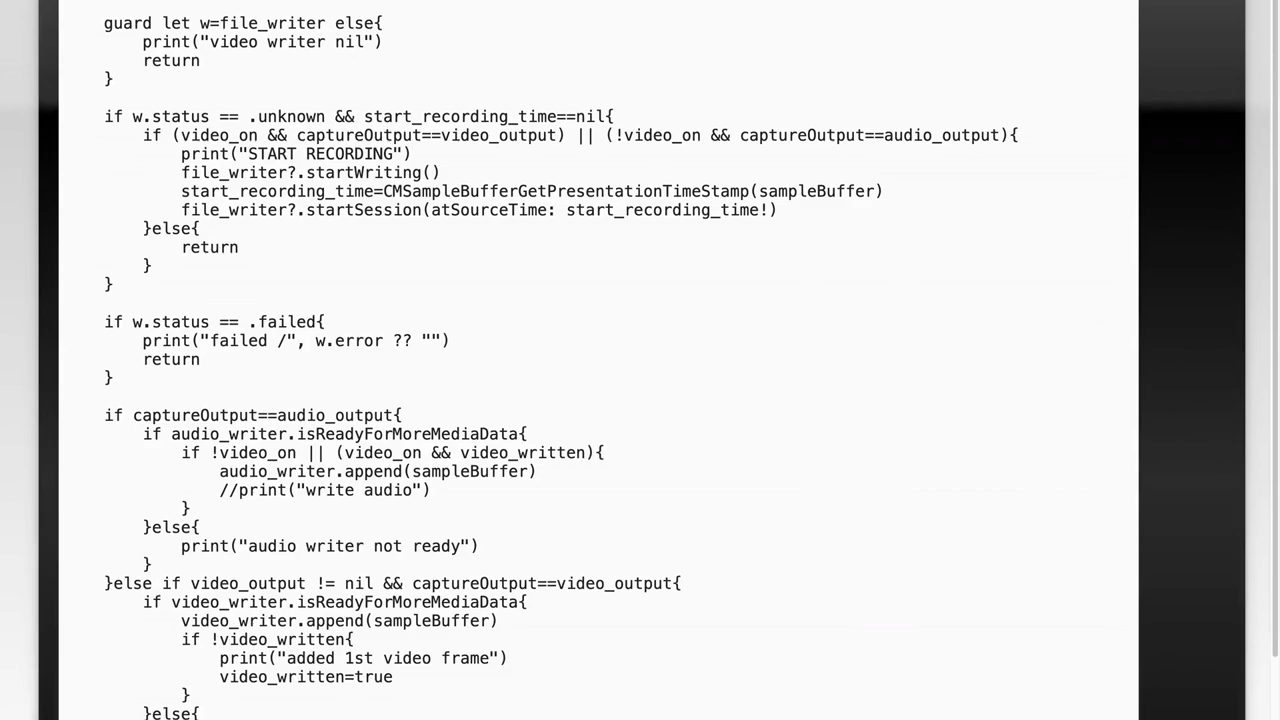 guard let w=file_writer else{
    print("video writer nil")
    return
}

if w.status == .unknown && start_recording_time==nil{
    if (video_on && captureOutput==video_output) || (!video_on && captureOutput==audio_output){
        print("START RECORDING")
        file_writer?.startWriting()
        start_recording_time=CMSampleBufferGetPresentationTimeStamp(sampleBuffer)
        file_writer?.startSession(atSourceTime: start_recording_time!)
    }else{
        return
    }
}

if w.status == .failed{
    print("failed /", w.error ?? "")
    return
}

if captureOutput==audio_output{
    if audio_writer.isReadyForMoreMediaData{
        if !video_on || (video_on && video_written){
            audio_writer.append(sampleBuffer)
            //print("write audio")
        }
    }else{
        print("audio writer not ready")
    }
}else if video_output != nil && captureOutput==video_output{
    if video_writer.isReadyForMoreMediaData{
        video_writer.append(sampleBuffer)
        if !video_written{
            print("added 1st video frame")
            video_written=true
        }
    }else{